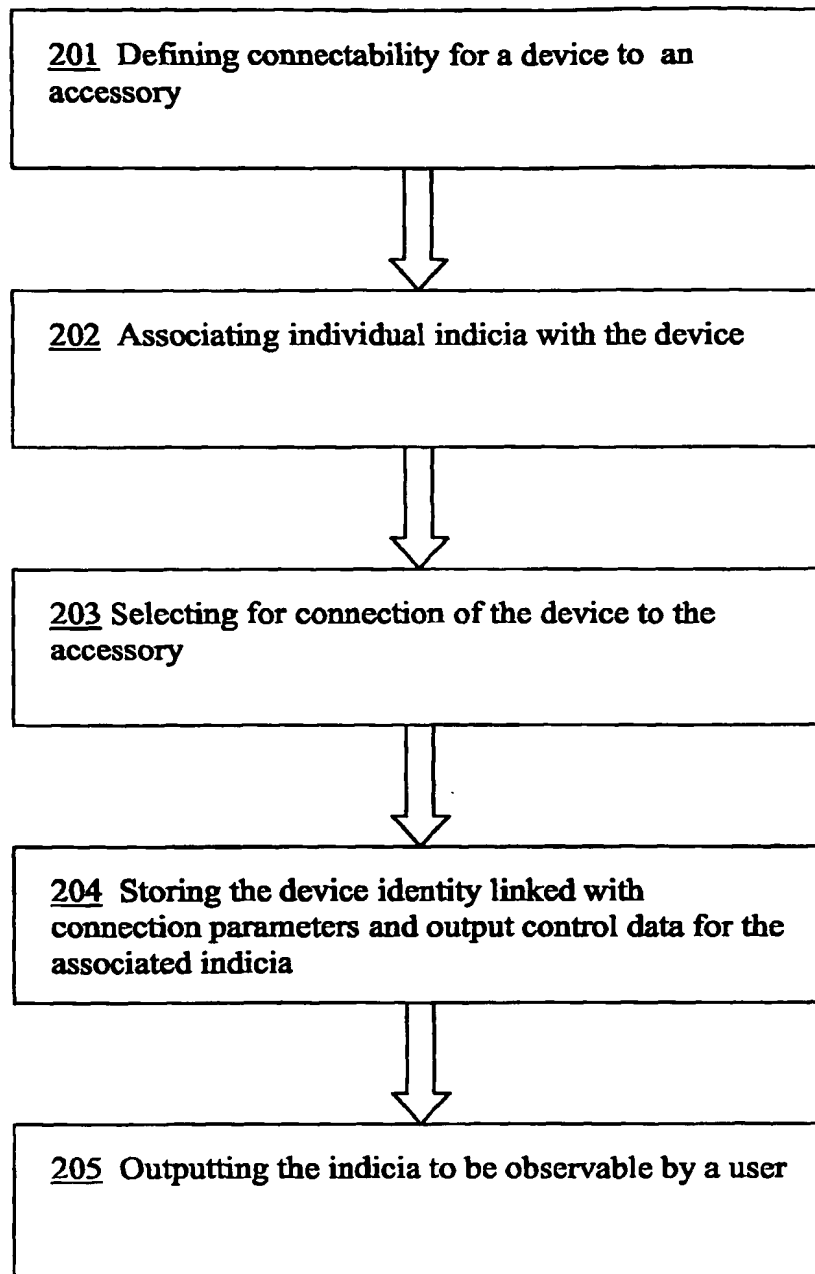 201 Defining connectability for a device to an
accessory
202 Associating individual indicia with the device
203 Selecting for connection of the device to the
accessory
204 Storing the device identity linked with
connection parameters and output control data for the
associated indicia
205 Outputting the indicia to be observable by a user